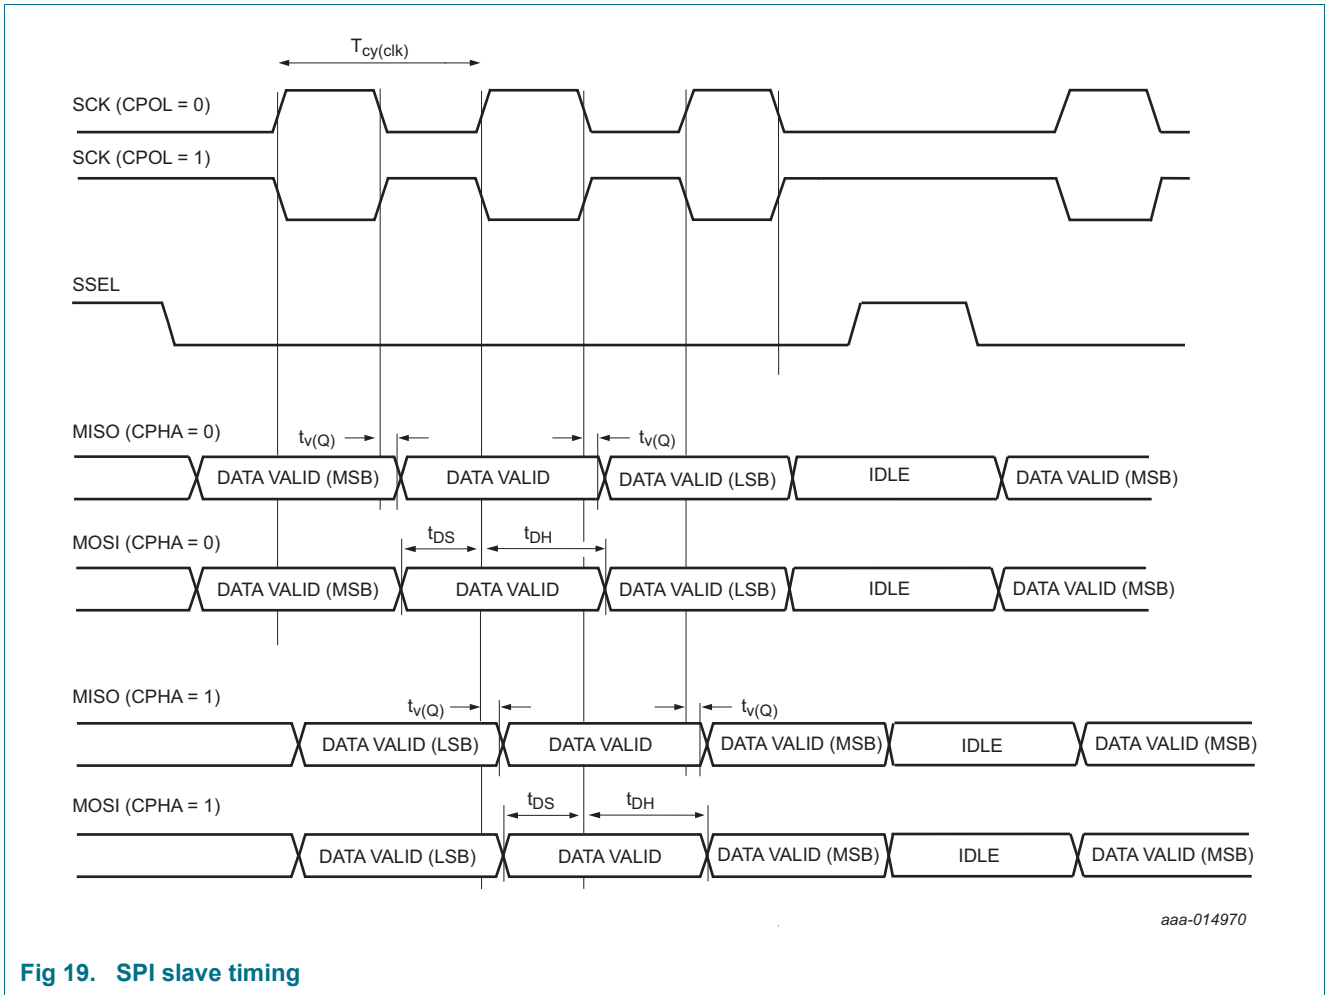 Tcy(clk)
SCK (CPOL = 0)
SCK (CPOL = 1)
SSEL
MISO (CPHA = 0)
tv(Q) tv(Q)
DATA VALID (MSB) DATA VALID DATA VALID (LSB) IDLE DATA VALID (MSB)
MOSI (CPHA = 0)
tDS tDH
DATA VALID (MSB) DATA VALID DATA VALID (LSB) IDLE DATA VALID (MSB)
MISO (CPHA = 1)
tv(Q) tv(Q)
DATA VALID (LSB) DATA VALID DATA VALID (MSB) IDLE DATA VALID (MSB)
MOSI (CPHA = 1)
tDS tDH
DATA VALID (LSB) DATA VALID DATA VALID (MSB) IDLE DATA VALID (MSB)
aaa-014970
Fig 19. SPI slave timing